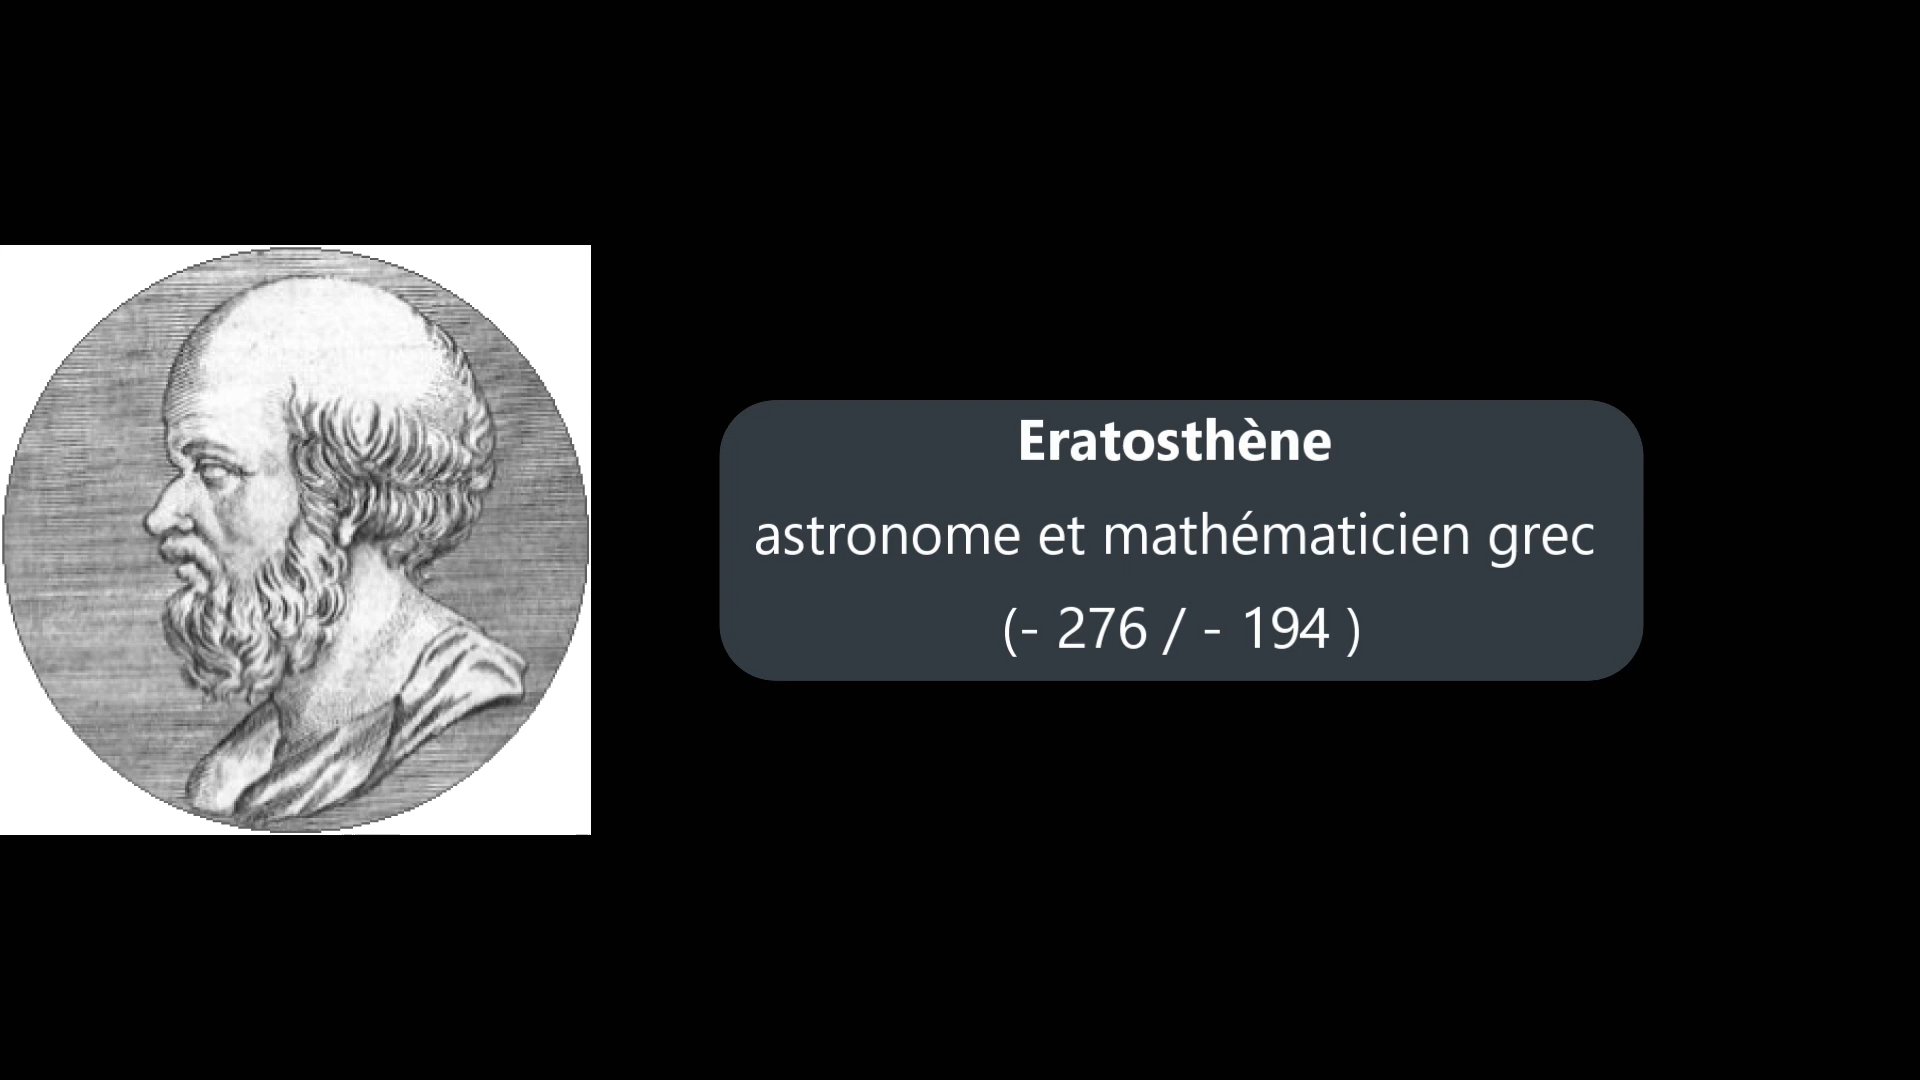 Eratosthène
astronome et mathématicien grec
(- 276 / - 194 )